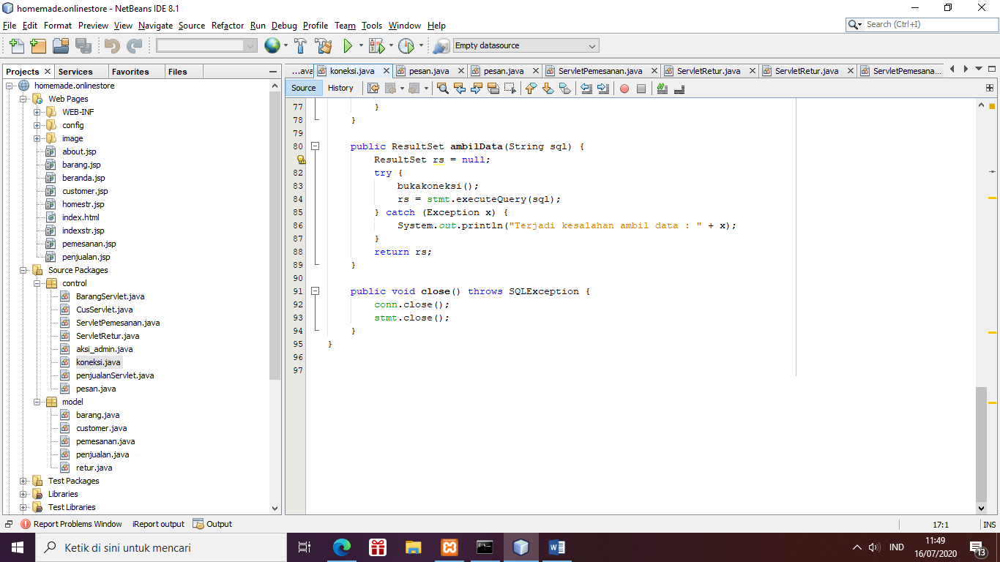 homemade.onlinestore - NetBeans IDE 8.1
File Edit Format Preview View Navigate Source Refactor Run Debug Profile Team Tools Window Help
Search (Ctrl+I)
Empty datasource
Projects Services Favorites Files
homemade.onlinestore
Web Pages
WEB-INF
config
image
about.jsp
barang.jsp
beranda.jsp
customer.jsp
homestr.jsp
index.html
indexstr.jsp
pemesanan.jsp
penjualan.jsp
Source Packages
control
BarangServlet.java
CusServlet.java
ServletPemesanan.java
ServletRetur.java
aksi_admin.java
koneksi.java
penjualanServlet.java
pesan.java
model
barang.java
customer.java
pemesanan.java
penjualan.java
retur.java
Test Packages
Libraries
Test Libraries
...ava koneksi.java pesan.java pesan.java ServletPemesanan.java ServletRetur.java ServletRetur.java ServletPemesana...
Source History
77 }
78 }
79
80 public ResultSet ambilData(String sql) {
ResultSet rs = null;
82 try {
83 bukakoneksi();
84 rs = stmt.executeQuery(sql);
85 } catch (Exception x) {
86 System.out.println("Terjadi kesalahan ambil data : " + x);
87 }
88 return rs;
89 }
90
91 public void close() throws SQLException {
92 conn.close();
93 stmt.close();
94 }
95 }
96
97
Report Problems Window iReport output Output
17:1 INS
Ketik di sini untuk mencari
IND
11:49
16/07/2020
13